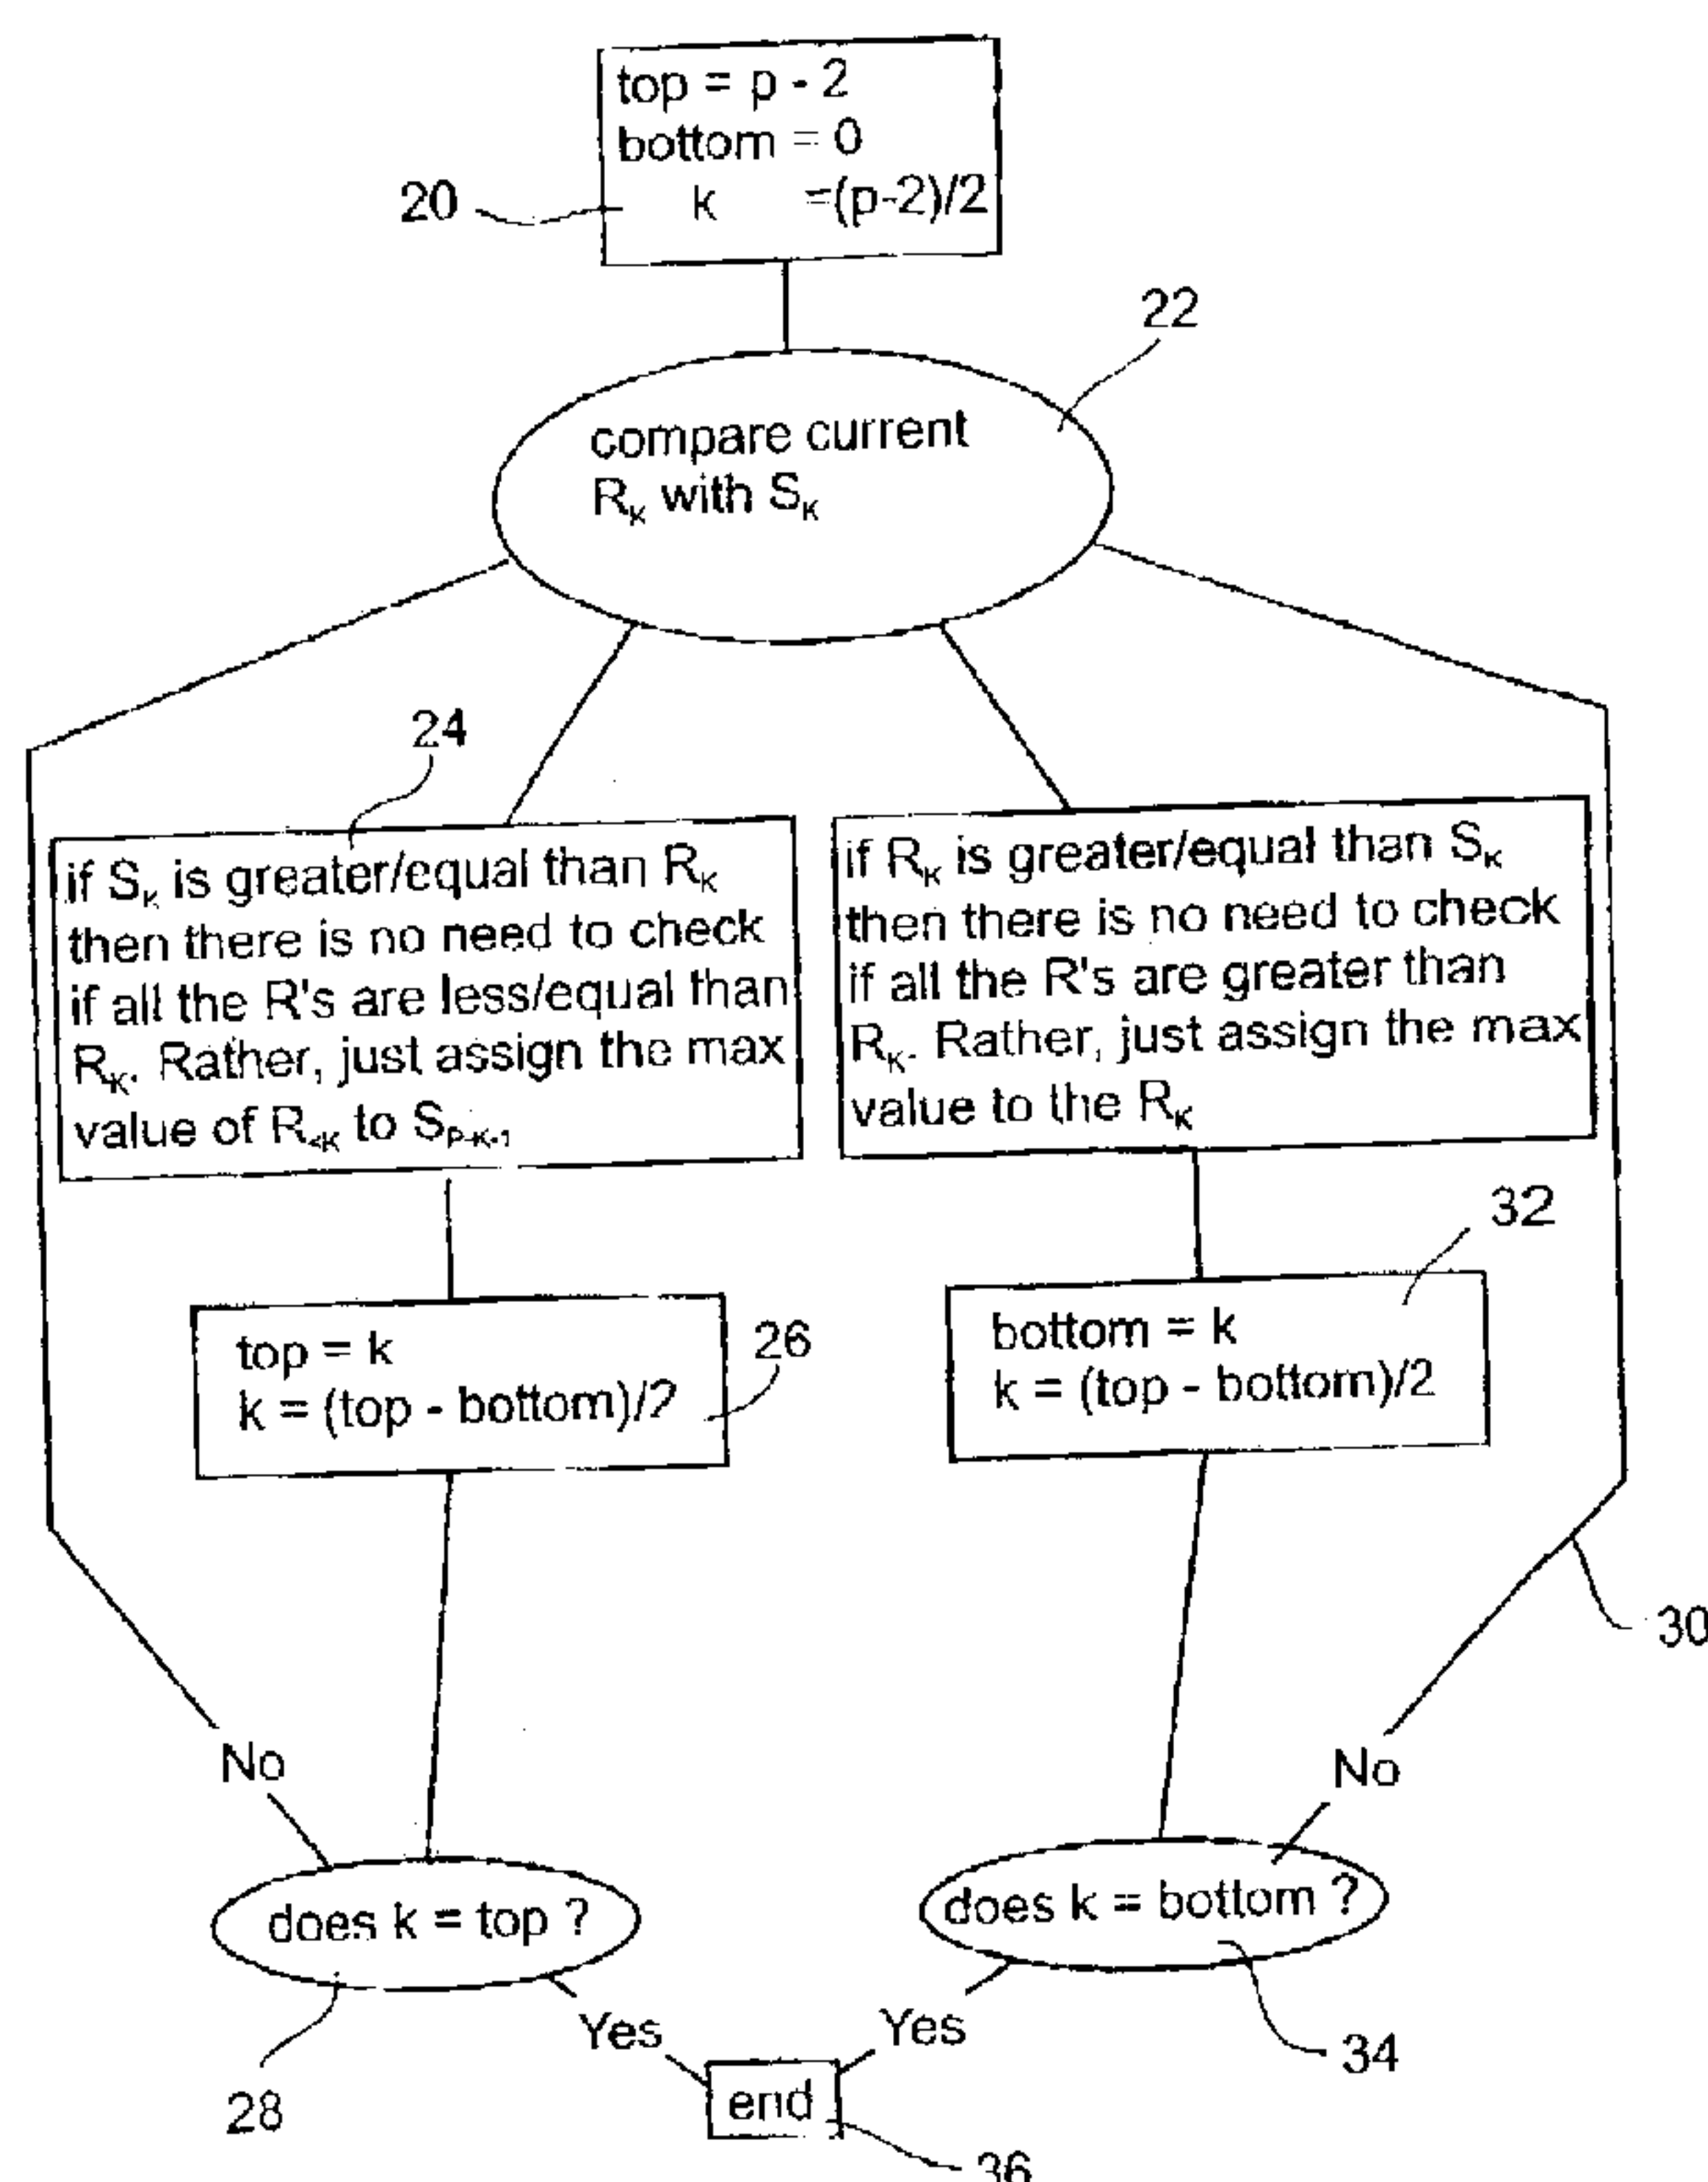 top = p - 2
bottom = 0
k =(p-2)/2
20
22
compare current
R_K with S_K
24
if S_K is greater/equal than R_K
then there is no need to check
if all the R's are less/equal than
R_K. Rather, just assign the max
value of R_<K to S_P-K-1
if R_K is greater/equal than S_K
then there is no need to check
if all the R's are greater than
R_K. Rather, just assign the max
value to the R_K
32
top = k
k = (top - bottom)/2
26
bottom = k
k = (top - bottom)/2
30
No
No
does k = top ?
does k = bottom ?
Yes
Yes
34
28
end
36